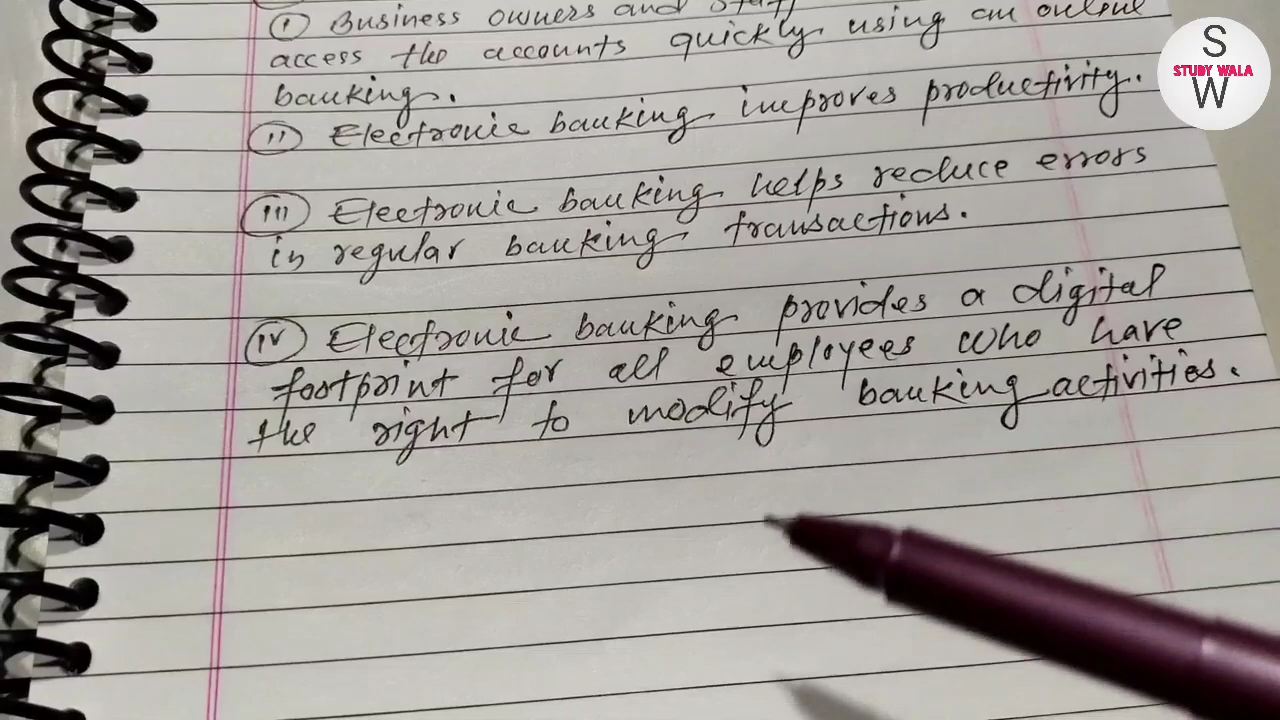 (i) Business owners and staff
access the accounts quickly using an online
banking.
(ii) Electronic banking improves productivity.
(iii) Electronic banking helps reduce errors
in regular banking transactions.
(iv) Electronic banking provides a digital
footprint for all employees who have
the right to modify banking activities.
S
STUDY WALA
W